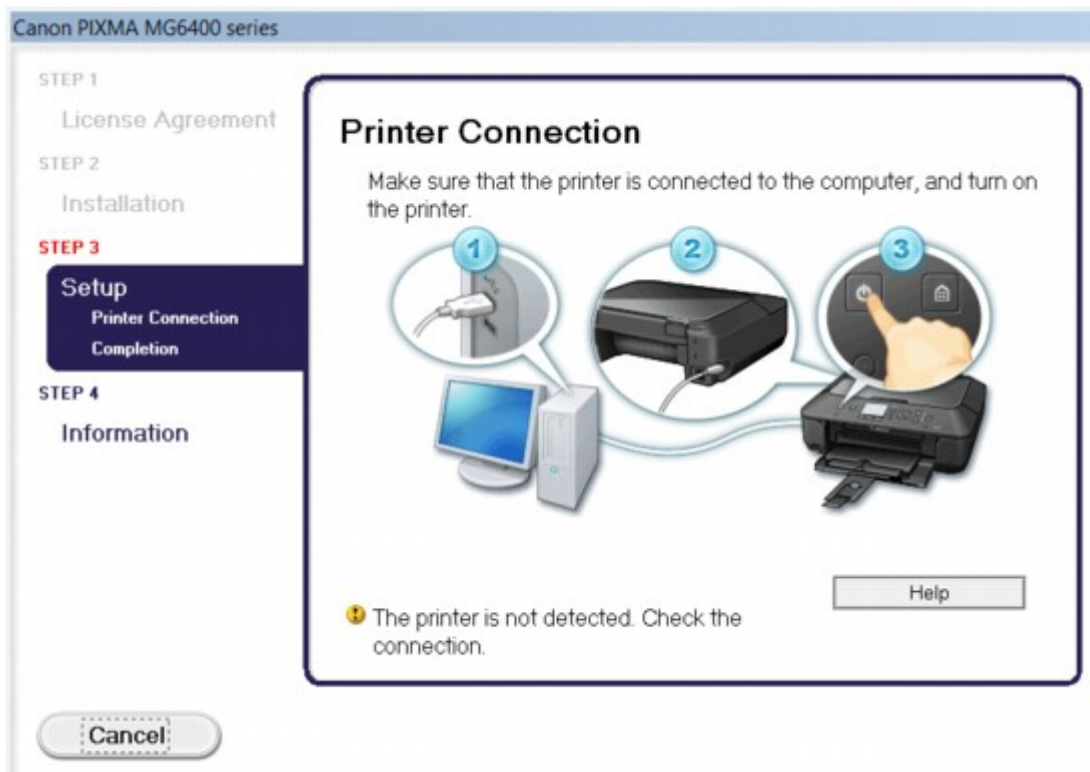 Canon PIXMA MG6400 series
STEP 1
License Agreement
STEP 2
Installation
STEP 3
Setup
Printer Connection
Completion
STEP 4
Information
Printer Connection
Make sure that the printer is connected to the computer, and turn on
the printer.
1
2
3
Help
The printer is not detected. Check the
connection.
Cancel